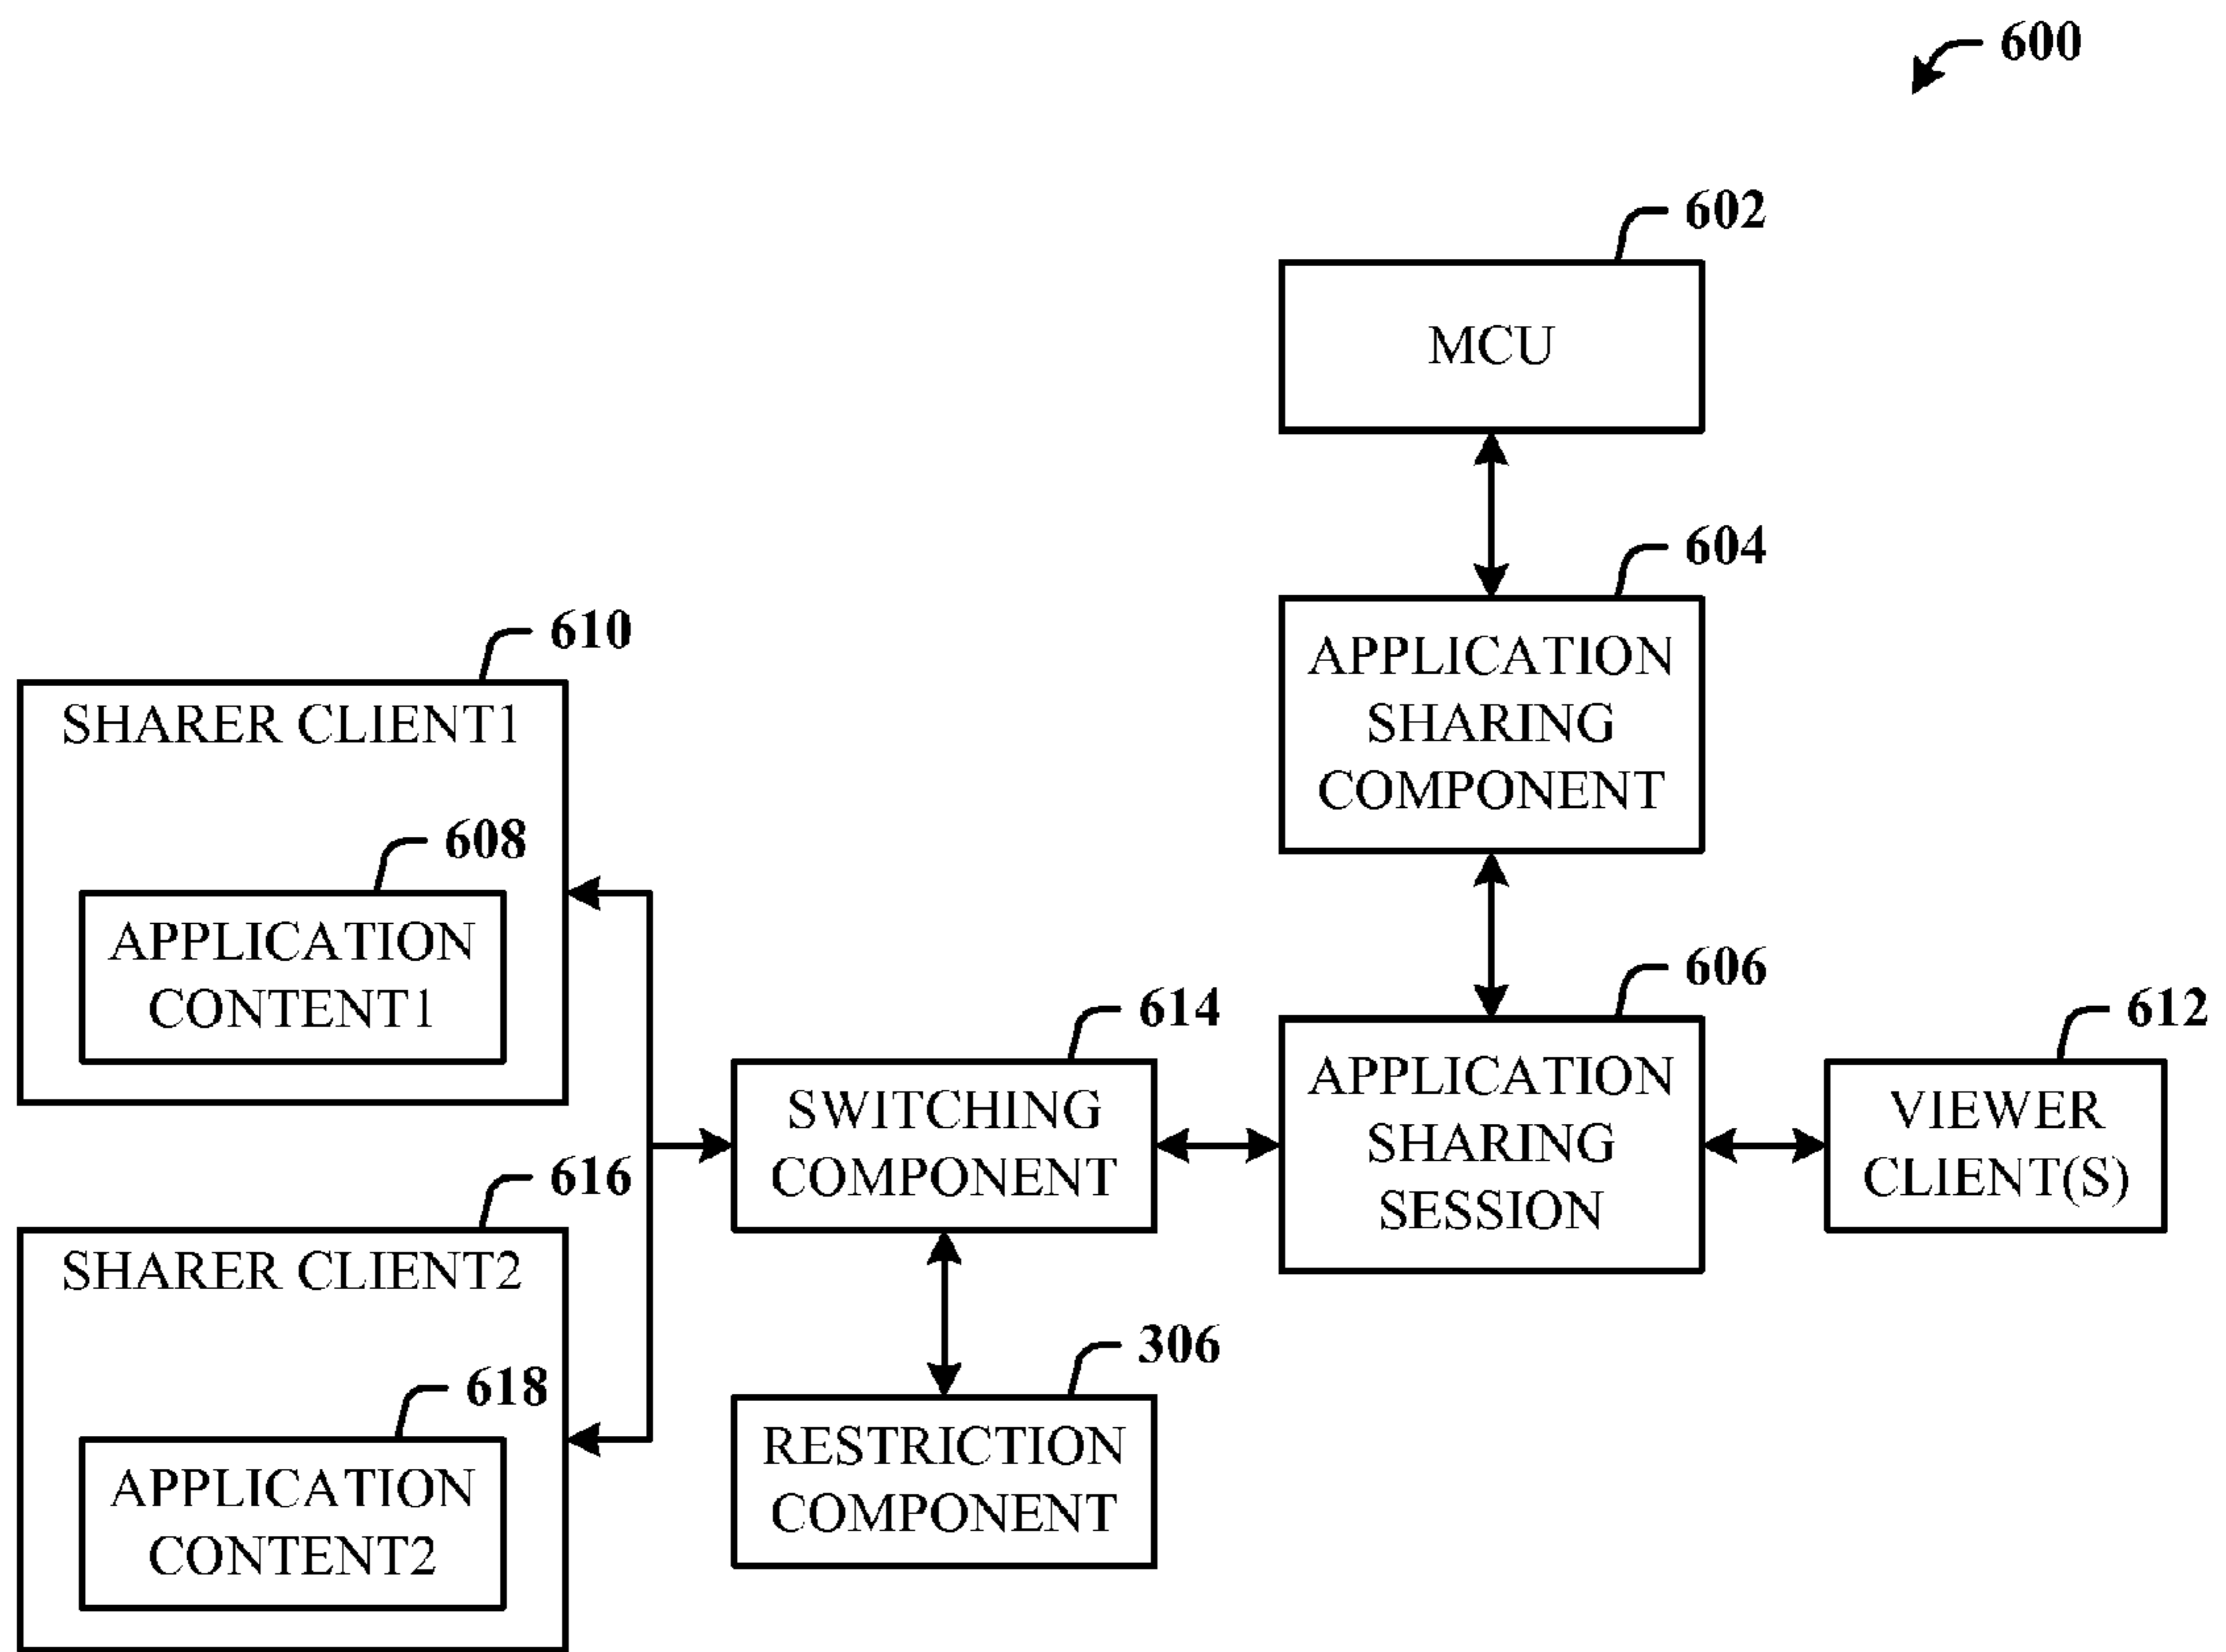 600
602
MCU
604
APPLICATION
SHARING
COMPONENT
610
SHARER CLIENT1
608
APPLICATION
CONTENT1
606
APPLICATION
SHARING
SESSION
612
VIEWER
CLIENT(S)
614
SWITCHING
COMPONENT
616
SHARER CLIENT2
618
APPLICATION
CONTENT2
306
RESTRICTION
COMPONENT